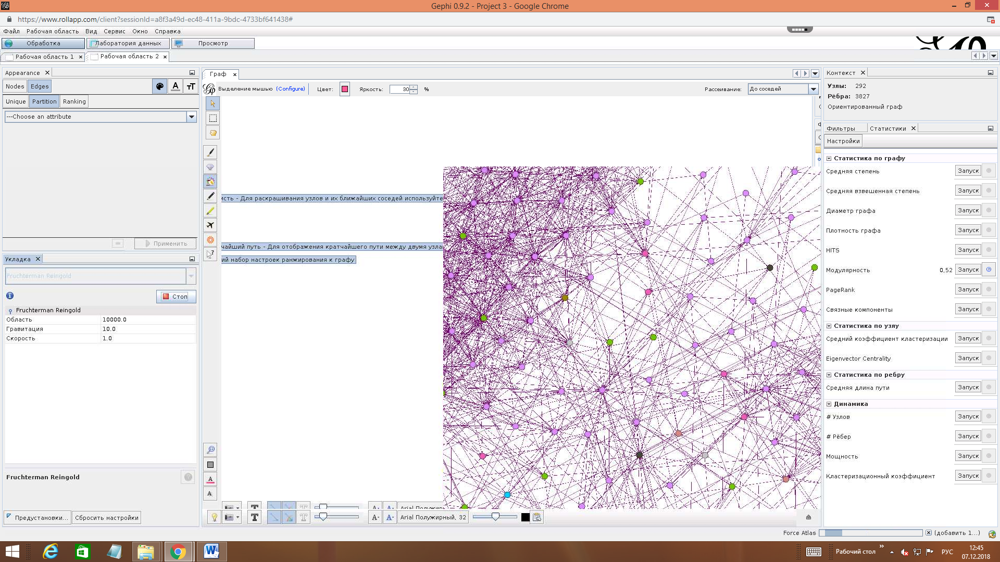 Gephi 0.9.2 - Project 3 - Google Chrome
https://www.rollapp.com/client?sessionId=a8f3a49d-ec48-411a-9bdc-4733bf641438#
Файл Рабочая область Вид Сервис Окно Справка
Обработка Лаборатория данных Просмотр
Рабочая область 1 Рабочая область 2
Appearance
Nodes Edges
Unique Partition Ranking
---Choose an attribute
Применить
Укладка
Fruchterman Reingold
Стоп
Fruchterman Reingold
Область 10000.0
Гравитация 10.0
Скорость 1.0
Fruchterman Reingold
Предустановки... Сбросить настройки
Граф
Выделение мышью (Configure) Цвет: Яркость: 30 % Рассеивание: До соседей
исть - Для раскрашивания узлов и их ближайших соседей используйте
чайший путь - Для отображения кратчайшего пути между двумя узла
ий набор настроек ранжирования к графу
Arial Полужирн
Arial Полужирный, 32
Контекст
Узлы: 292
Рёбра: 3827
Ориентированный граф
Фильтры Статистики
Настройки
Статистика по графу
Средняя степень Запуск
Средняя взвешенная степень Запуск
Диаметр графа Запуск
Плотность графа Запуск
HITS Запуск
Модулярность 0,52 Запуск
PageRank Запуск
Связные компоненты Запуск
Статистика по узлу
Средний коэффициент кластеризации Запуск
Eigenvector Centrality Запуск
Статистика по ребру
Средняя длина пути Запуск
Динамика
# Узлов Запуск
# Рёбер Запуск
Мощность Запуск
Кластеризационный коэффициент Запуск
Force Atlas (добавить 1...)
Рабочий стол РУС 12:45
07.12.2018